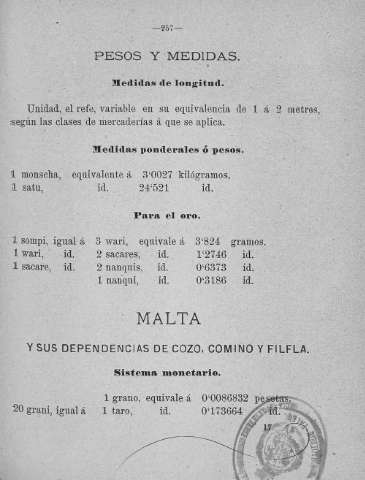 —257—
PESOS Y MEDIDAS.
Medidas de longitud.
Unidad, el refe, variable en su equivalencia de 1 á 2 metros,
según las clases de mercaderías á que se aplica.
Medidas ponderales ó pesos.
1 monscha, equivalente á 3'0027 kilógramos.
1 satu, id. 24'521 id.
Para el oro.
1 sompi, igual á 3 wari, equivale á 3'824 gramos.
1 wari, id. 2 sacares, id. 1'2746 id.
1 sacare, id. 2 nanquis, id. 0'6373 id.
1 nanqui, id. 0'3186 id.
MALTA
Y SUS DEPENDENCIAS DE COZO, COMINO Y FILFLA.
Sistema monetario.
1 grano, equivale á 0'0086832 pesetas.
20 grani, igual á 1 taro, id. 0'173664 id.
17